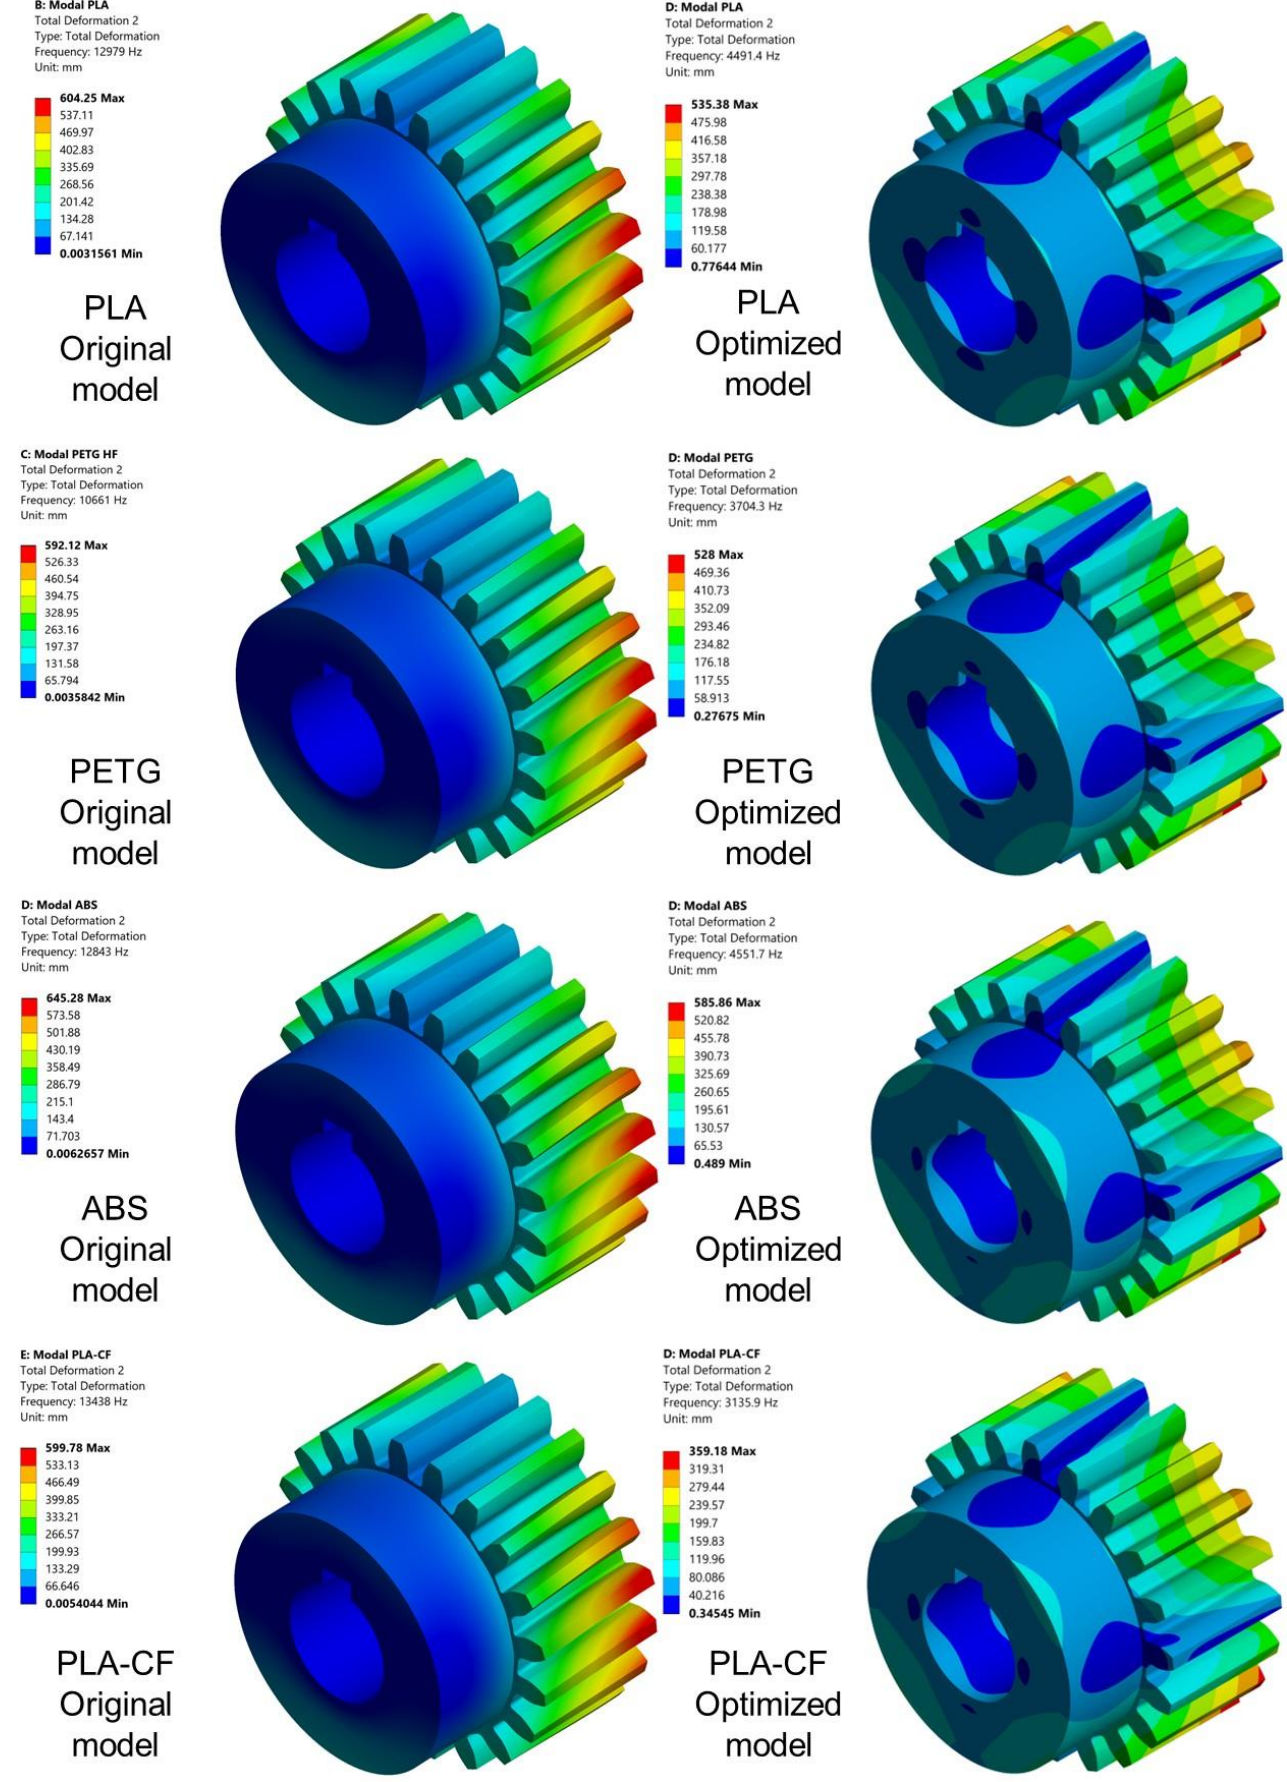 B: Modal PLA
Total Deformation 2
Type: Total Deformation
Frequency: 12979 Hz
Unit: mm
604.25 Max
537.11
469.97
402.83
335.69
268.56
201.42
134.28
67.141
0.0031561 Min
PLA
Original
model
D: Modal PLA
Total Deformation 2
Type: Total Deformation
Frequency: 4491.4 Hz
Unit: mm
535.38 Max
475.98
416.58
357.18
297.78
238.38
178.98
119.58
60.177
0.77644 Min
PLA
Optimized
model
C: Modal PETG HF
Total Deformation 2
Type: Total Deformation
Frequency: 10661 Hz
Unit: mm
592.12 Max
526.33
460.54
394.75
328.95
263.16
197.37
131.58
65.794
0.0035842 Min
PETG
Original
model
D: Modal PETG
Total Deformation 2
Type: Total Deformation
Frequency: 3704.3 Hz
Unit: mm
528 Max
469.36
410.73
352.09
293.46
234.82
176.18
117.55
58.913
0.27675 Min
PETG
Optimized
model
D: Modal ABS
Total Deformation 2
Type: Total Deformation
Frequency: 12843 Hz
Unit: mm
645.28 Max
573.58
501.88
430.19
358.49
286.79
215.1
143.4
71.703
0.0062657 Min
ABS
Original
model
D: Modal ABS
Total Deformation 2
Type: Total Deformation
Frequency: 4551.7 Hz
Unit: mm
585.86 Max
520.82
455.78
390.73
325.69
260.65
195.61
130.57
65.53
0.489 Min
ABS
Optimized
model
E: Modal PLA-CF
Total Deformation 2
Type: Total Deformation
Frequency: 13438 Hz
Unit: mm
599.78 Max
533.13
466.49
399.85
333.21
266.57
199.93
133.29
66.646
0.0054044 Min
PLA-CF
Original
model
D: Modal PLA-CF
Total Deformation 2
Type: Total Deformation
Frequency: 3135.9 Hz
Unit: mm
359.18 Max
319.31
279.44
239.57
199.7
159.83
119.96
80.086
40.216
0.34545 Min
PLA-CF
Optimized
model